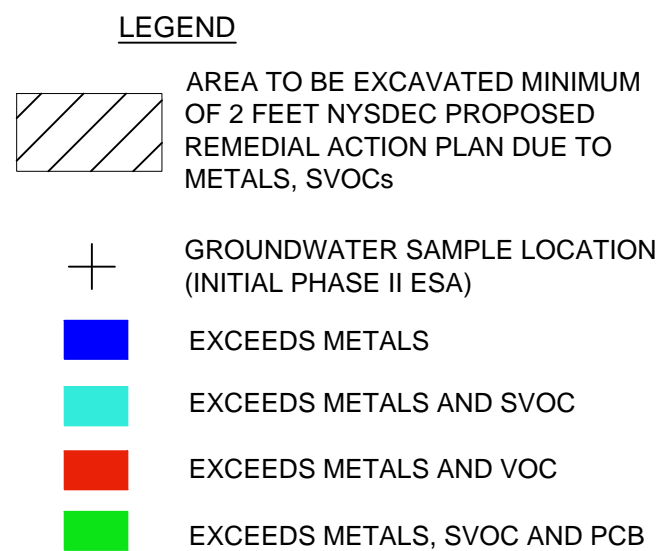 LEGEND
AREA TO BE EXCAVATED MINIMUM
OF 2 FEET NYSDEC PROPOSED
REMEDIAL ACTION PLAN DUE TO
METALS, SVOCs
GROUNDWATER SAMPLE LOCATION
(INITIAL PHASE II ESA)
EXCEEDS METALS
EXCEEDS METALS AND SVOC
EXCEEDS METALS AND VOC
EXCEEDS METALS, SVOC AND PCB